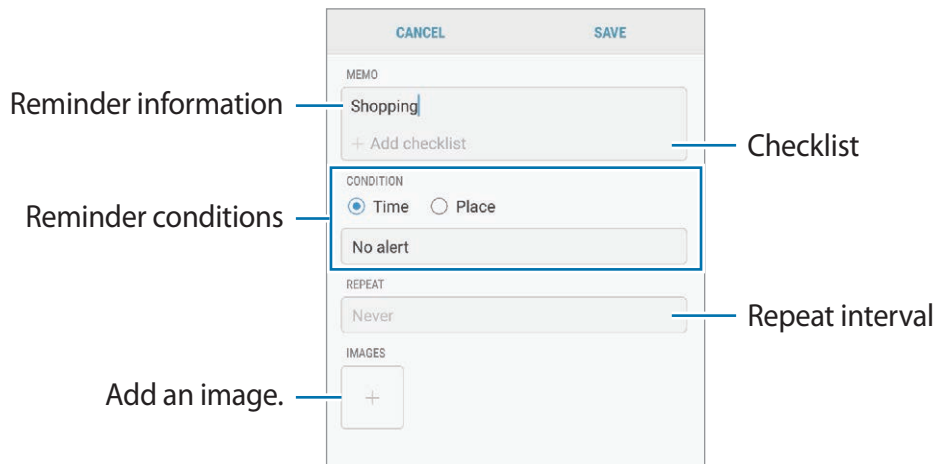 CANCEL SAVE
MEMO
Reminder information
Shopping
+ Add checklist
Checklist
CONDITION
Reminder conditions
Time Place
No alert
REPEAT
Never
Repeat interval
IMAGES
Add an image.
+